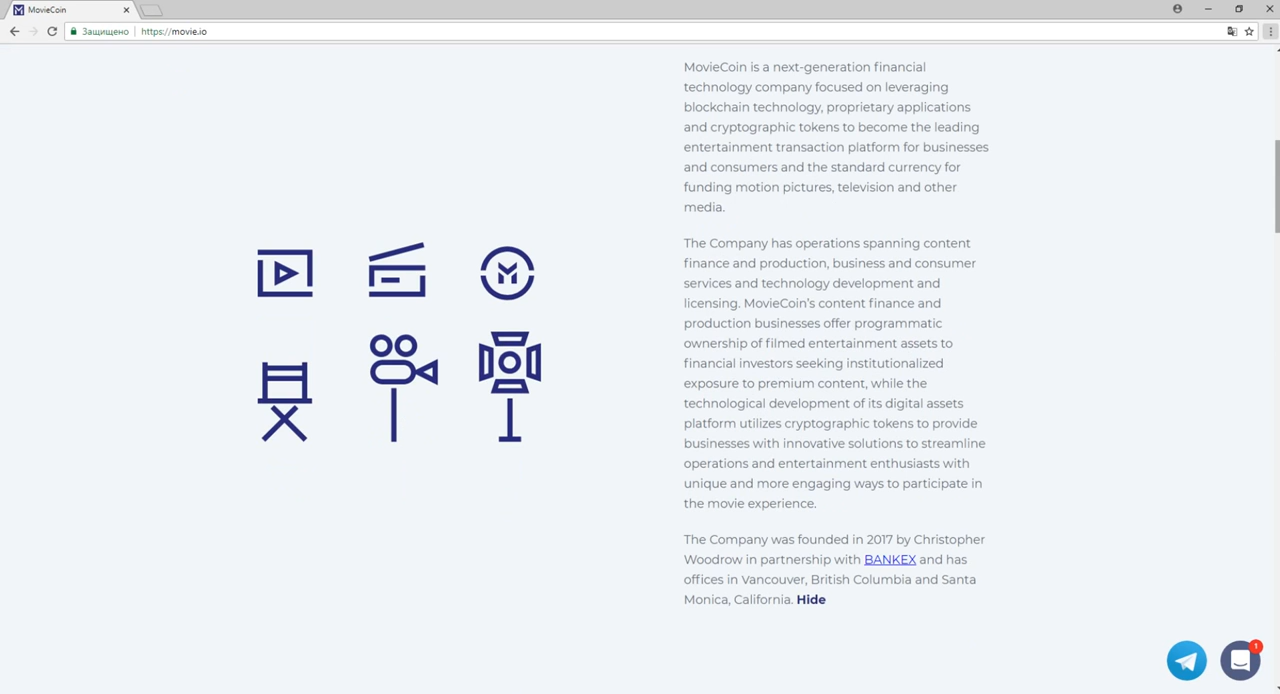 MovieCoin
Защищено
https://movie.io
MovieCoin is a next-generation financial
technology company focused on leveraging
blockchain technology, proprietary applications
and cryptographic tokens to become the leading
entertainment transaction platform for businesses
and consumers and the standard currency for
funding motion pictures, television and other
media.
The Company has operations spanning content
finance and production, business and consumer
services and technology development and
licensing. MovieCoin’s content finance and
production businesses offer programmatic
ownership of filmed entertainment assets to
financial investors seeking institutionalized
exposure to premium content, while the
technological development of its digital assets
platform utilizes cryptographic tokens to provide
businesses with innovative solutions to streamline
operations and entertainment enthusiasts with
unique and more engaging ways to participate in
the movie experience.
The Company was founded in 2017 by Christopher
Woodrow in partnership with BANKEX and has
offices in Vancouver, British Columbia and Santa
Monica, California. Hide
1